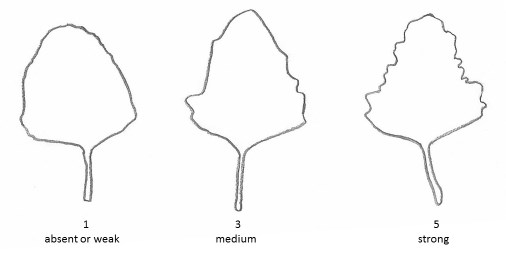 1
absent or weak
3
medium
5
strong